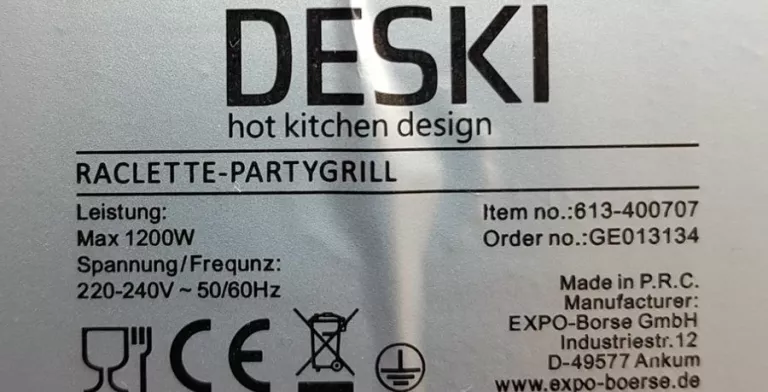 DESKI
hot kitchen design
RACLETTE-PARTYGRILL
Leistung:
Max 1200W
Spannung/Frequnz:
220-240V ~ 50/60Hz
Item no.:613-400707
Order no.:GE013134
Made in P.R.C.
Manufacturer:
EXPO-Borse GmbH
Industriestr.12
D-49577 Ankum
www.expo-boerse.de
CE